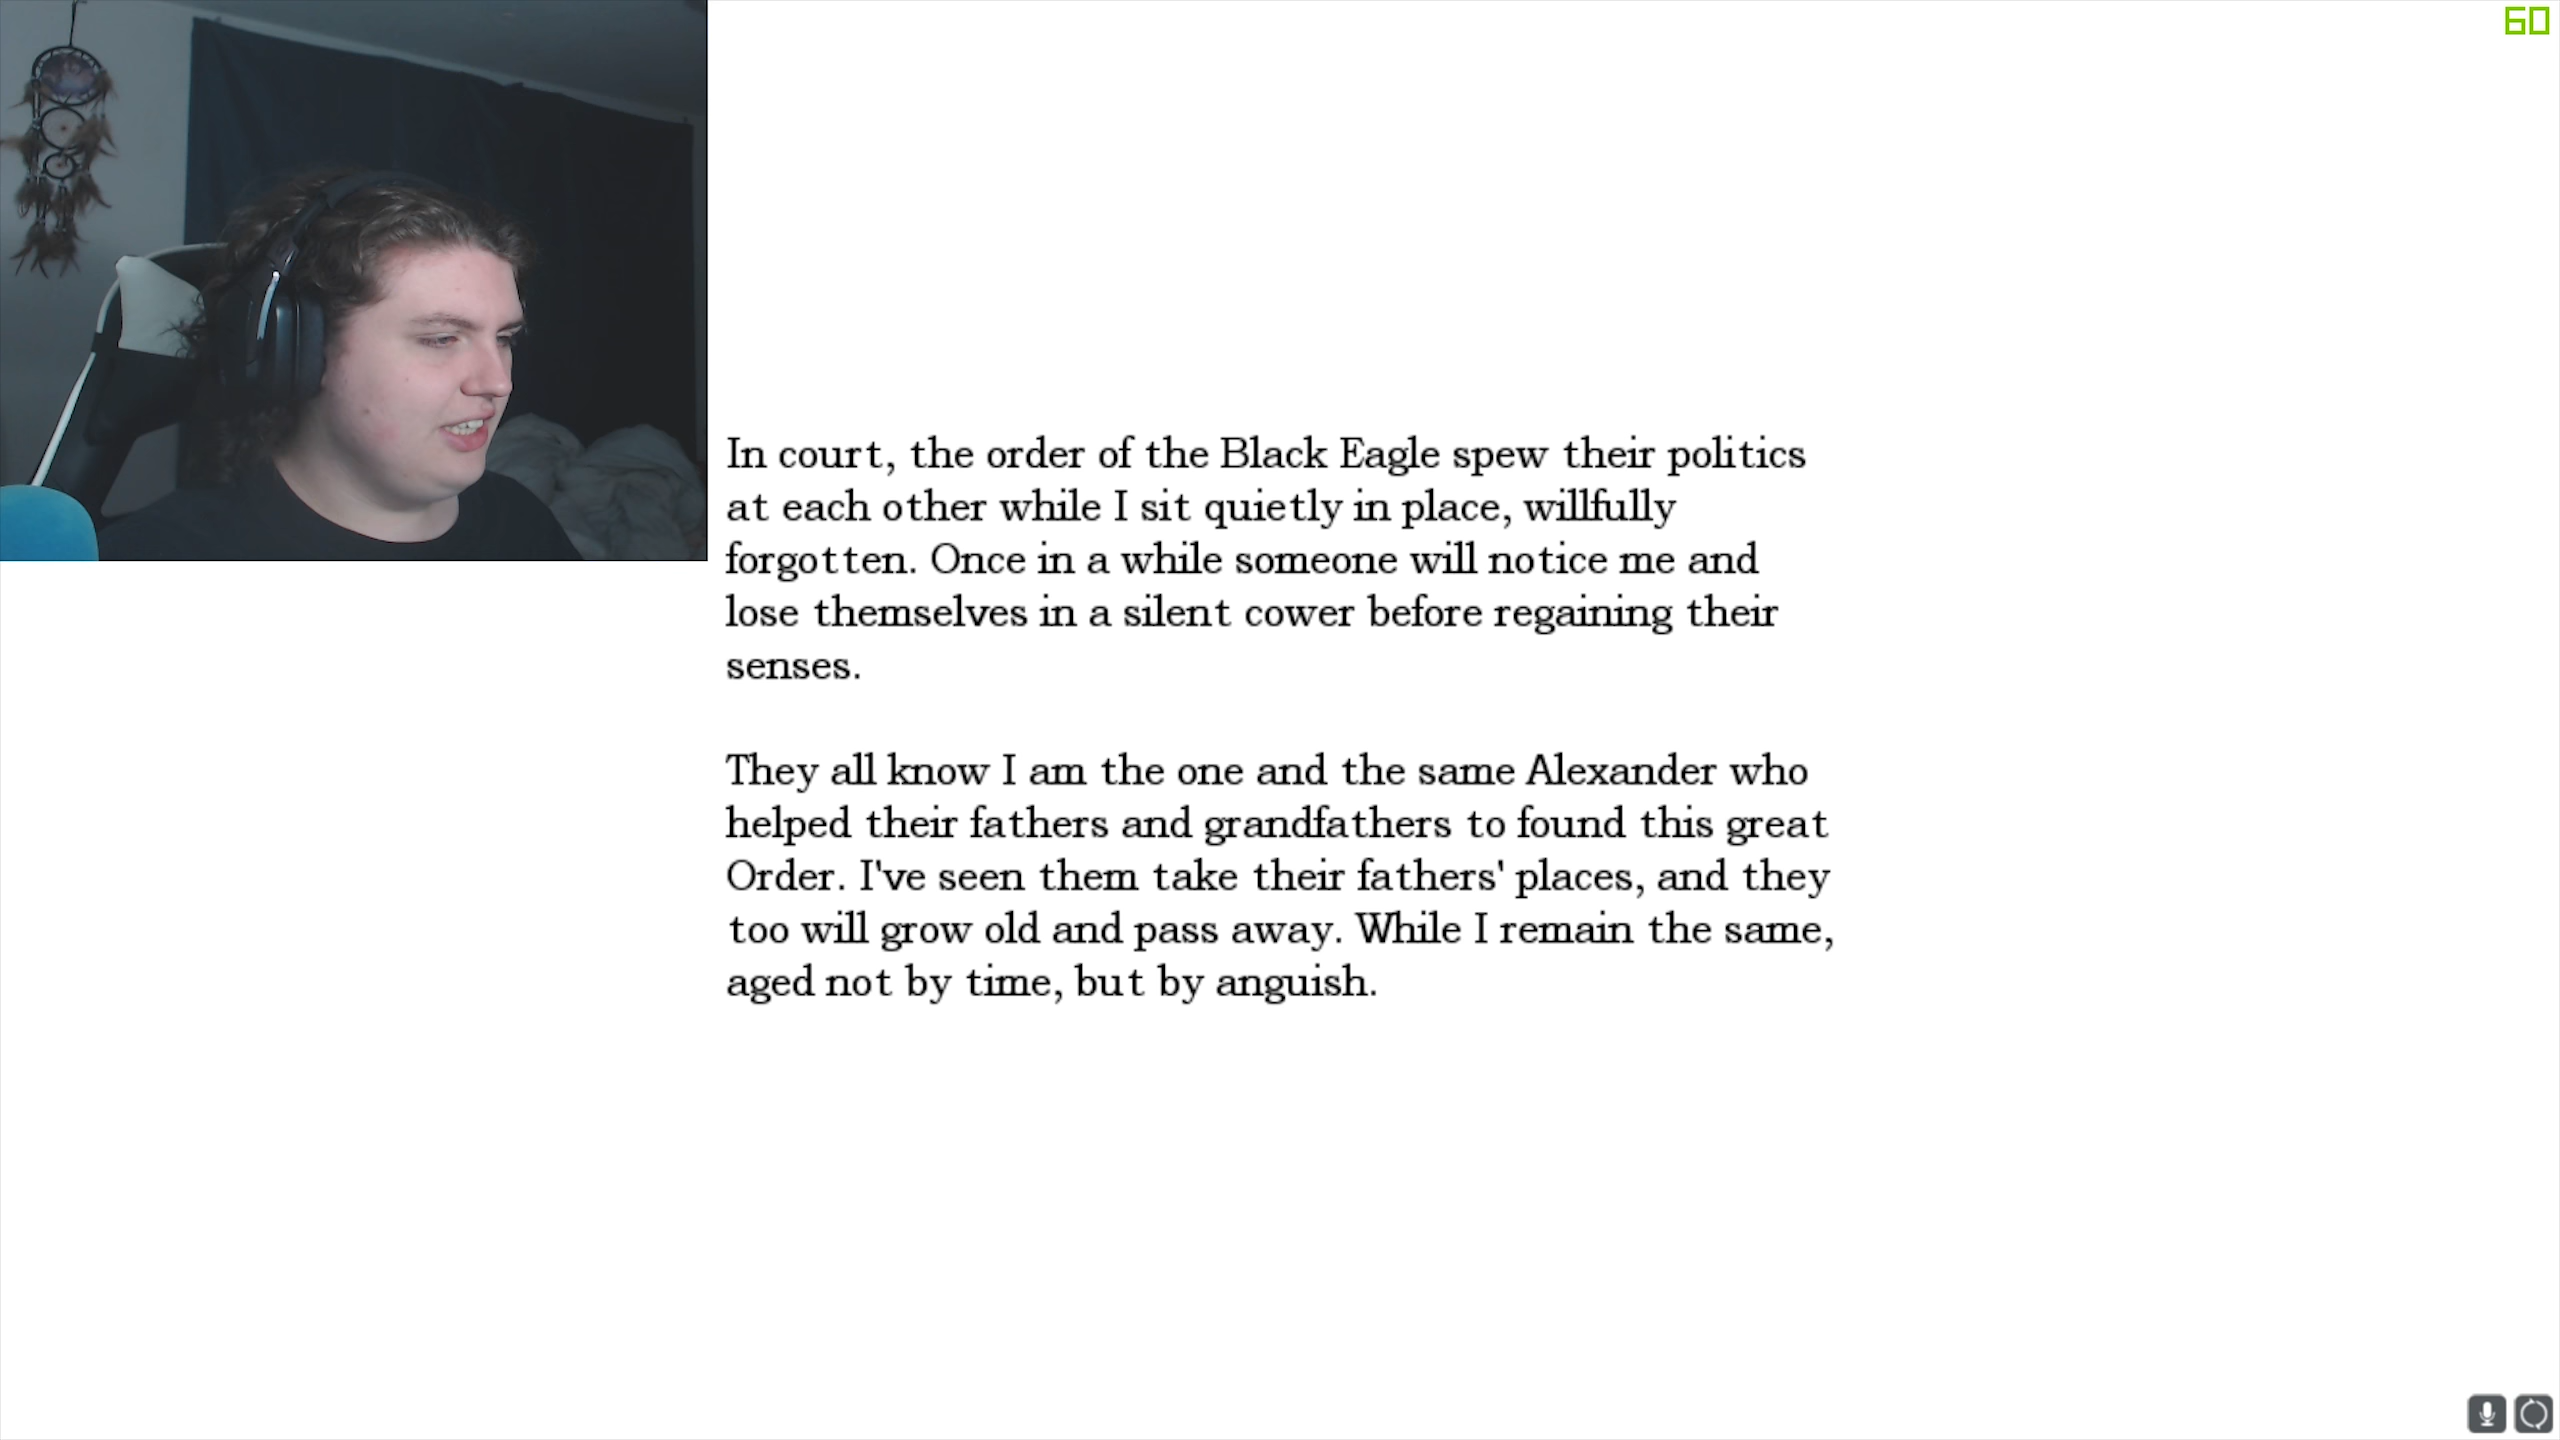 60
In court, the order of the Black Eagle spew their politics
at each other while I sit quietly in place, willfully
forgotten. Once in a while someone will notice me and
lose themselves in a silent cower before regaining their
senses.
They all know I am the one and the same Alexander who
helped their fathers and grandfathers to found this great
Order. I've seen them take their fathers' places, and they
too will grow old and pass away. While I remain the same,
aged not by time, but by anguish.